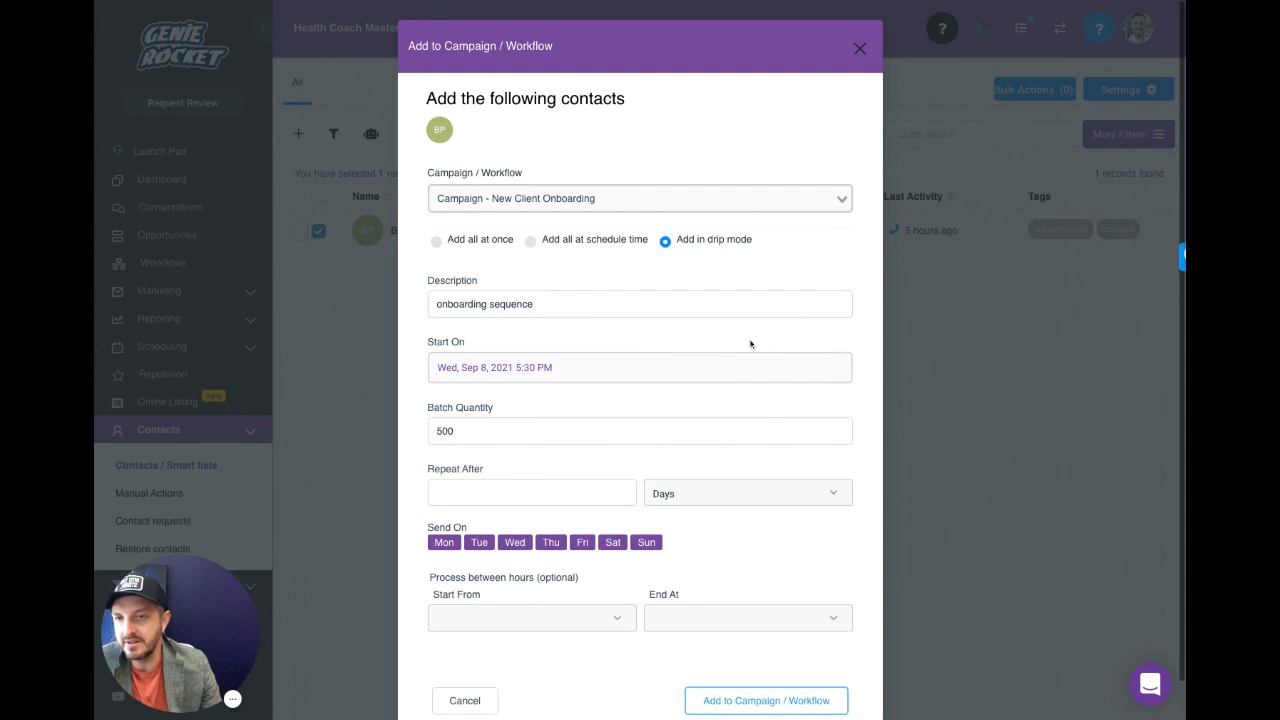 GENIE
ROCKET
Request Review
Launch Pad
Dashboard
Conversations
Opportunities
Workflows
Marketing
Reporting
Scheduling
Reputation
Online Listing new
Contacts
Contacts / Smart lists
Manual Actions
Contact requests
Restore contacts
Health Coach Mast
All
Bulk Actions (0)
Settings
Quick search
More Filters
You have selected 1 re
1 records found
Name
Last Activity
Tags
BP
5 hours ago
Add to Campaign / Workflow
Add the following contacts
BP
Campaign / Workflow
Campaign - New Client Onboarding
Add all at once Add all at schedule time Add in drip mode
Description
onboarding sequence
Start On
Wed, Sep 8, 2021 5:30 PM
Batch Quantity
500
Repeat After
Days
Send On
Mon Tue Wed Thu Fri Sat Sun
Process between hours (optional)
Start From End At
Cancel Add to Campaign / Workflow